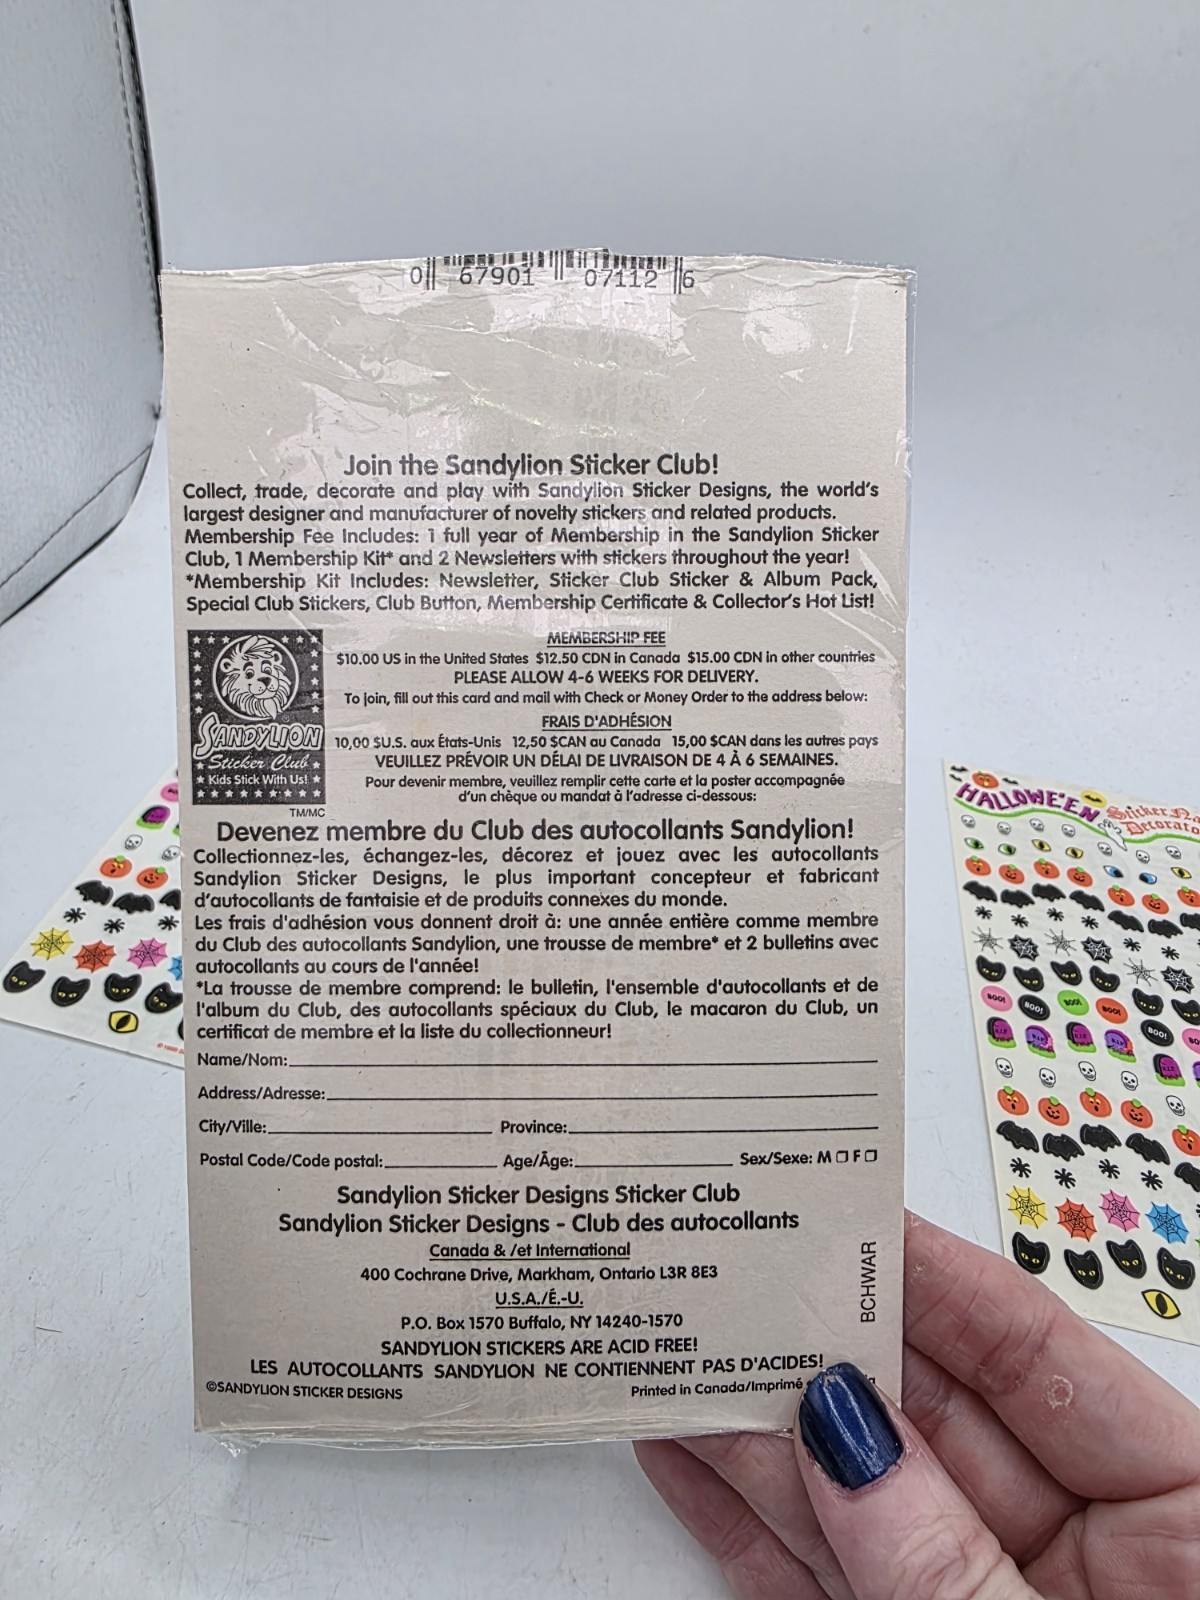 0 67901 07112 6
Join the Sandylion Sticker Club!
Collect, trade, decorate and play with Sandylion Sticker Designs, the world's
largest designer and manufacturer of novelty stickers and related products.
Membership Fee Includes: 1 full year of Membership in the Sandylion Sticker
Club, 1 Membership Kit* and 2 Newsletters with stickers throughout the year!
*Membership Kit Includes: Newsletter, Sticker Club Sticker & Album Pack,
Special Club Stickers, Club Button, Membership Certificate & Collector's Hot List!
MEMBERSHIP FEE
$10.00 US in the United States $12.50 CDN in Canada $15.00 CDN in other countries
PLEASE ALLOW 4-6 WEEKS FOR DELIVERY.
To join, fill out this card and mail with Check or Money Order to the address below:
FRAIS D'ADHÉSION
10,00 $U.S. aux États-Unis 12,50 $CAN au Canada 15,00 $CAN dans les autres pays
VEUILLEZ PRÉVOIR UN DÉLAI DE LIVRAISON DE 4 À 6 SEMAINES.
Pour devenir membre, veuillez remplir cette carte et la poster accompagnée
d'un chèque ou mandat à l'adresse ci-dessous:
SANDYLION
Sticker Club
Kids Stick With Us!
TM/MC
Devenez membre du Club des autocollants Sandylion!
Collectionnez-les, échangez-les, décorez et jouez avec les autocollants
Sandylion Sticker Designs, le plus important concepteur et fabricant
d'autocollants de fantaisie et de produits connexes du monde.
Les frais d'adhésion vous donnent droit à: une année entière comme membre
du Club des autocollants Sandylion, une trousse de membre* et 2 bulletins avec
autocollants au cours de l'année!
*La trousse de membre comprend: le bulletin, l'ensemble d'autocollants et de
l'album du Club, des autocollants spéciaux du Club, le macaron du Club, un
certificat de membre et la liste du collectionneur!
Name/Nom:
Address/Adresse:
City/Ville: Province:
Postal Code/Code postal: Age/Âge: Sex/Sexe: M F
Sandylion Sticker Designs Sticker Club
Sandylion Sticker Designs - Club des autocollants
Canada & /et International
400 Cochrane Drive, Markham, Ontario L3R 8E3
U.S.A./É.-U.
P.O. Box 1570 Buffalo, NY 14240-1570
SANDYLION STICKERS ARE ACID FREE!
LES AUTOCOLLANTS SANDYLION NE CONTIENNENT PAS D'ACIDES!
©SANDYLION STICKER DESIGNS
Printed in Canada/Imprimé
BCHWAR
HALLOWE'EN
Sticker
BOO! BOO! BOO! BOO!
BOO!